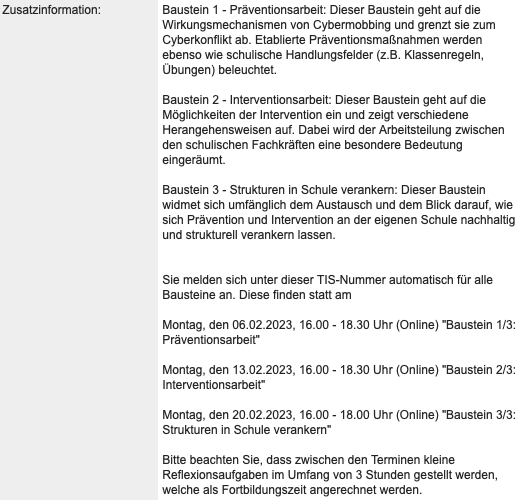 Zusatzinformation:
Baustein 1 - Präventionsarbeit: Dieser Baustein geht auf die
Wirkungsmechanismen von Cybermobbing und grenzt sie zum
Cyberkonflikt ab. Etablierte Präventionsmaßnahmen werden
ebenso wie schulische Handlungsfelder (z.B. Klassenregeln,
Übungen) beleuchtet.
Baustein 2 - Interventionsarbeit: Dieser Baustein geht auf die
Möglichkeiten der Intervention ein und zeigt verschiedene
Herangehensweisen auf. Dabei wird der Arbeitsteilung zwischen
den schulischen Fachkräften eine besondere Bedeutung
eingeräumt.
Baustein 3 - Strukturen in Schule verankern: Dieser Baustein
widmet sich umfänglich dem Austausch und dem Blick darauf, wie
sich Prävention und Intervention an der eigenen Schule nachhaltig
und strukturell verankern lassen.
Sie melden sich unter dieser TIS-Nummer automatisch für alle
Bausteine an. Diese finden statt am
Montag, den 06.02.2023, 16.00 - 18.30 Uhr (Online) "Baustein 1/3:
Präventionsarbeit"
Montag, den 13.02.2023, 16.00 - 18.30 Uhr (Online) "Baustein 2/3:
Interventionsarbeit"
Montag, den 20.02.2023, 16.00 - 18.00 Uhr (Online) "Baustein 3/3:
Strukturen in Schule verankern"
Bitte beachten Sie, dass zwischen den Terminen kleine
Reflexionsaufgaben im Umfang von 3 Stunden gestellt werden,
welche als Fortbildungszeit angerechnet werden.